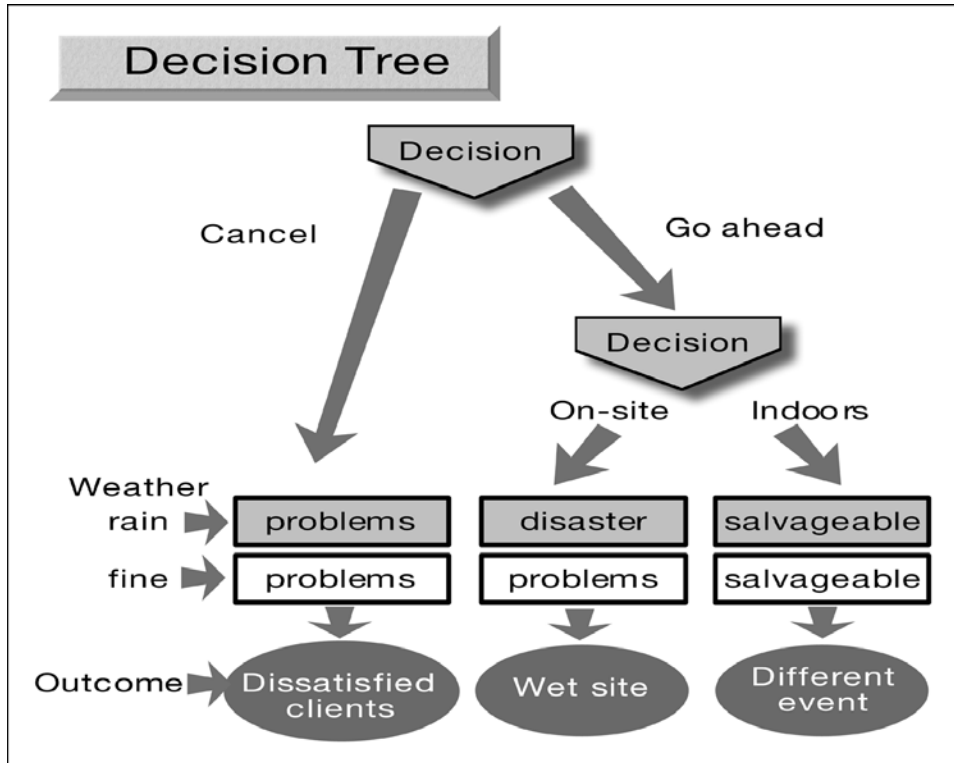 Decision Tree
Decision
Cancel
Go ahead
Decision
On-site
Indoors
Weather
rain
problems
disaster
salvageable
fine
problems
problems
salvageable
Outcome
Dissatisfied
clients
Wet site
Different
event